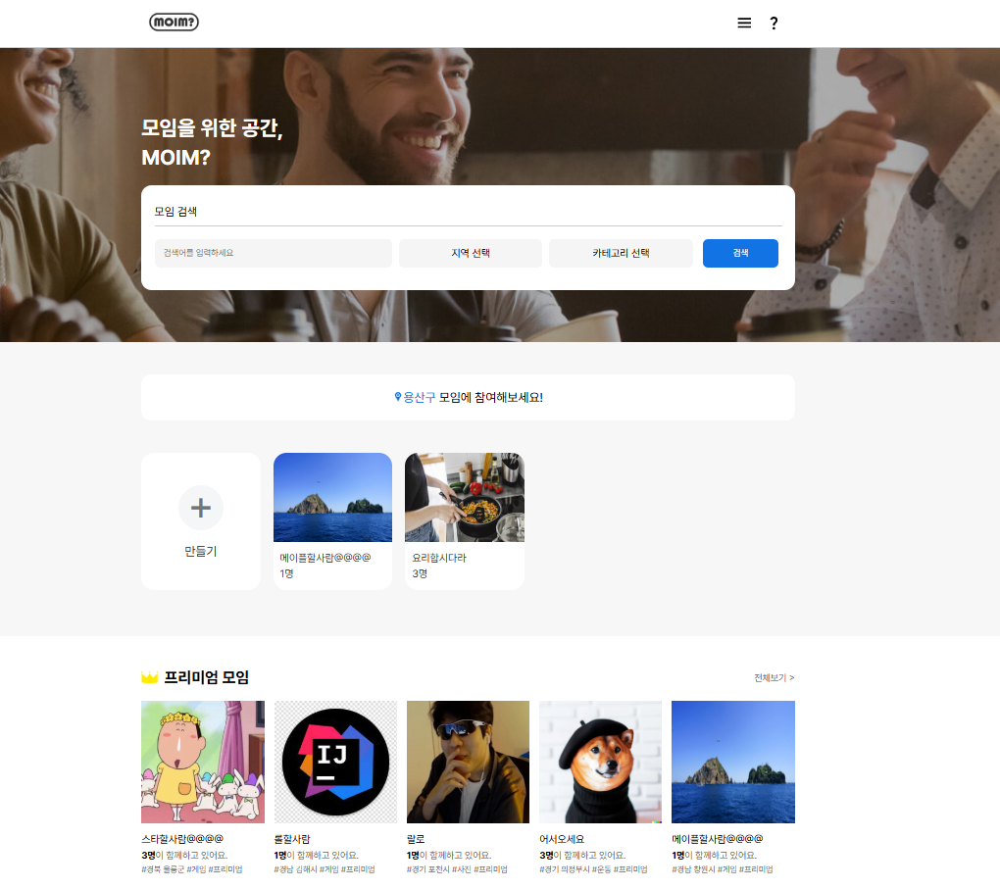 MOIM?
?
모임을 위한 공간,
MOIM?
모임 검색
검색어를 입력하세요
지역 선택
카테고리 선택
검색
용산구 모임에 참여해보세요!
만들기
메이플할사람@@@@
1명
요리합시다라
3명
프리미엄 모임
전체보기 >
IJ
스타할사람@@@@
3명이 함께하고 있어요.
#경북 울릉군 #게임 #프리미엄
롤할사람
1명이 함께하고 있어요.
#경남 김해시 #게임 #프리미엄
랄로
1명이 함께하고 있어요.
#경기 포천시 #사진 #프리미엄
어서오세요
3명이 함께하고 있어요.
#경기 의정부시 #운동 #프리미엄
메이플할사람@@@@
1명이 함께하고 있어요.
#경남 창원시 #게임 #프리미엄